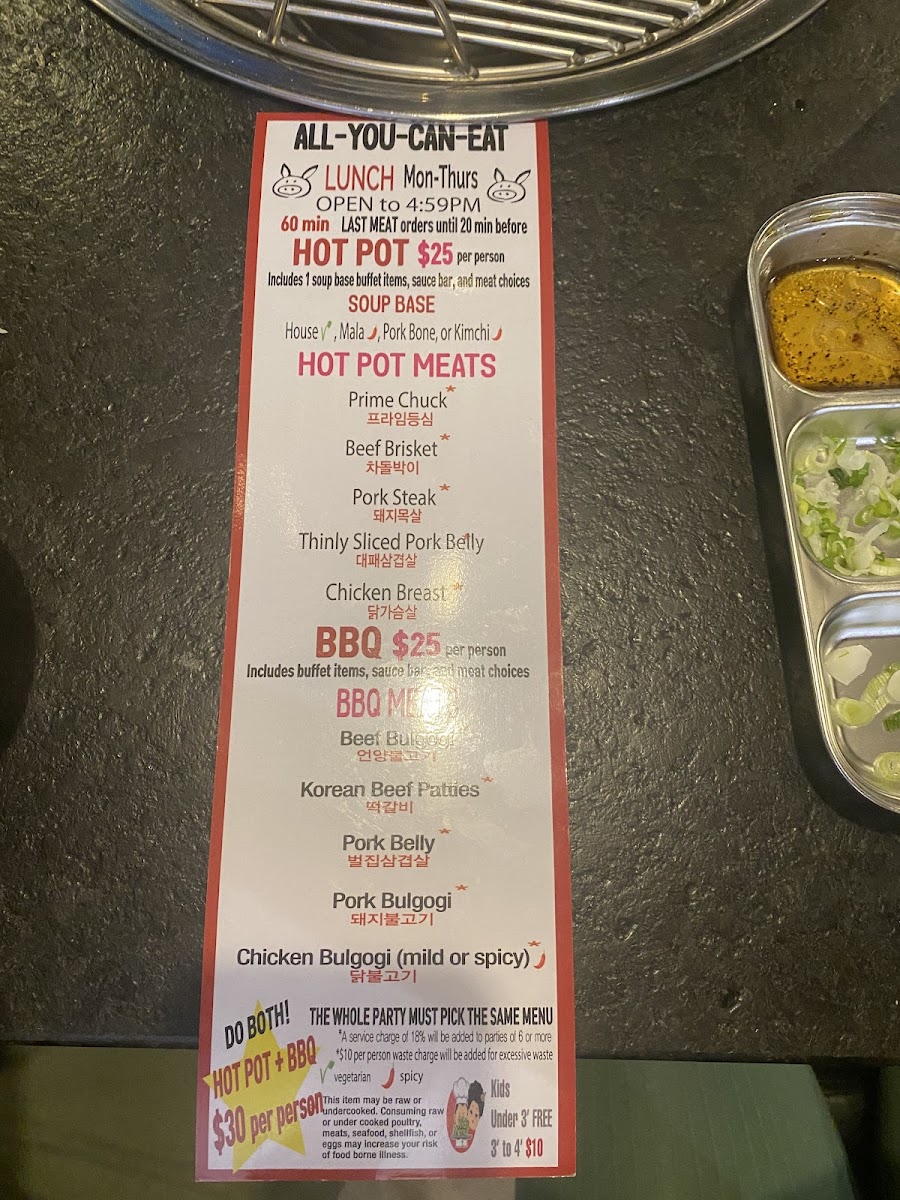 ALL-YOU-CAN-EAT
LUNCH Mon-Thurs
OPEN to 4:59PM
60 min LAST MEAT orders until 20 min before
HOT POT $25 per person
Includes 1 soup base buffet items, sauce bar, and meat choices
SOUP BASE
House, Mala, Pork Bone, or Kimchi
HOT POT MEATS
Prime Chuck*
프라임등심
Beef Brisket*
차돌박이
Pork Steak*
돼지목살
Thinly Sliced Pork Belly*
대패삼겹살
Chicken Breast*
닭가슴살
BBQ $25 per person
Includes buffet items, sauce bar, and meat choices
BBQ MEATS
Beef Bulgogi
언양불고기
Korean Beef Patties*
떡갈비
Pork Belly*
벌집삼겹살
Pork Bulgogi*
돼지불고기
Chicken Bulgogi (mild or spicy)*
닭불고기
DO BOTH!
HOT POT + BBQ
$30 per person
THE WHOLE PARTY MUST PICK THE SAME MENU
*A service charge of 18% will be added to parties of 6 or more
*$10 per person waste charge will be added for excessive waste
vegetarian spicy
This item may be raw or
undercooked. Consuming raw
or under cooked poultry,
meats, seafood, shellfish, or
eggs may increase your risk
of food borne illness.
Kids
Under 3' FREE
3' to 4' $10